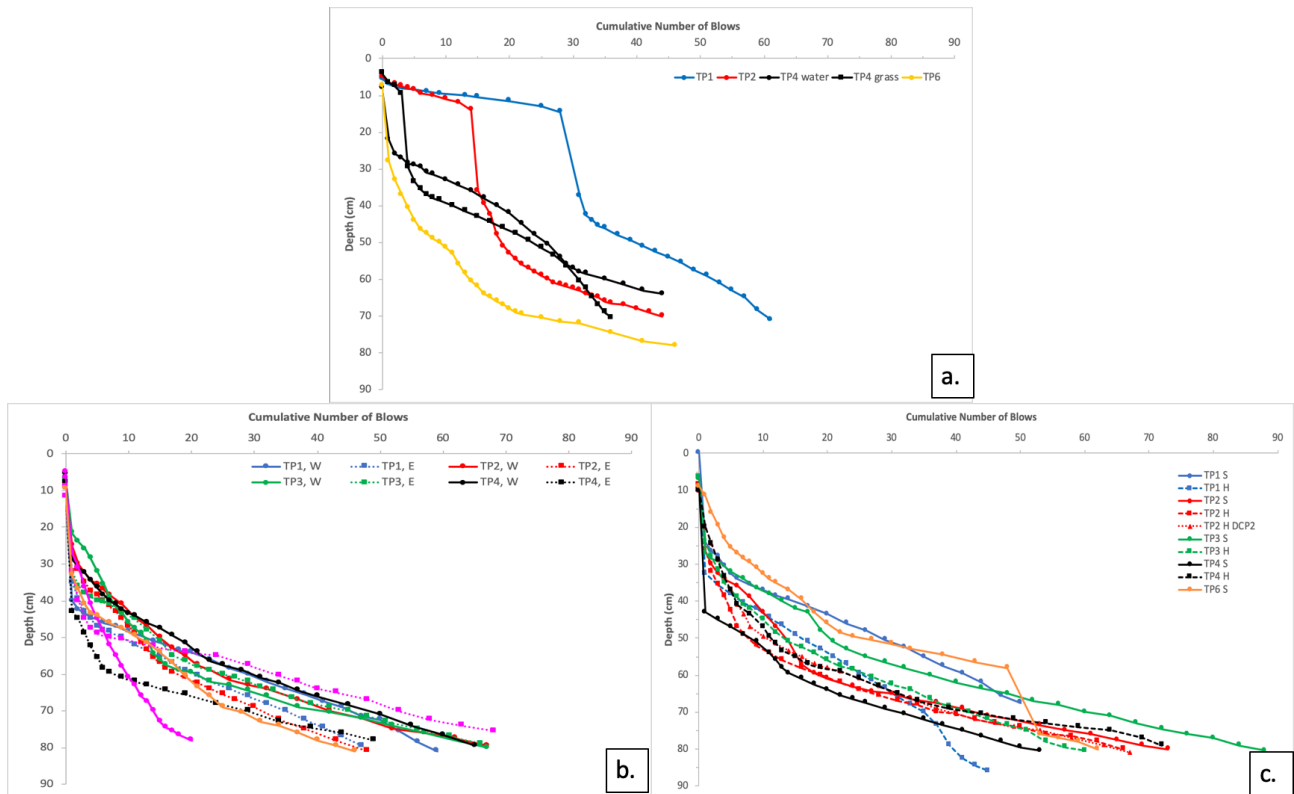 Cumulative Number of Blows
0 10 20 30 40 50 60 70 80 90
0
TP1 TP2 TP4 water TP4 grass TP6
10
20
30
40
Depth (cm)
50
60
70
80
90
a.
Cumulative Number of Blows
0 10 20 30 40 50 60 70 80 90
0
TP1, W TP1, E TP2, W TP2, E
TP3, W TP3, E TP4, W TP4, E
10
20
30
40
Depth (cm)
50
60
70
80
90
b.
Cumulative Number of Blows
0 10 20 30 40 50 60 70 80 90
0
TP1 S
TP1 H
TP2 S
TP2 H
TP2 H DCP2
TP3 S
TP3 H
TP4 S
TP4 H
TP6 S
10
20
30
40
Depth (cm)
50
60
70
80
90
c.